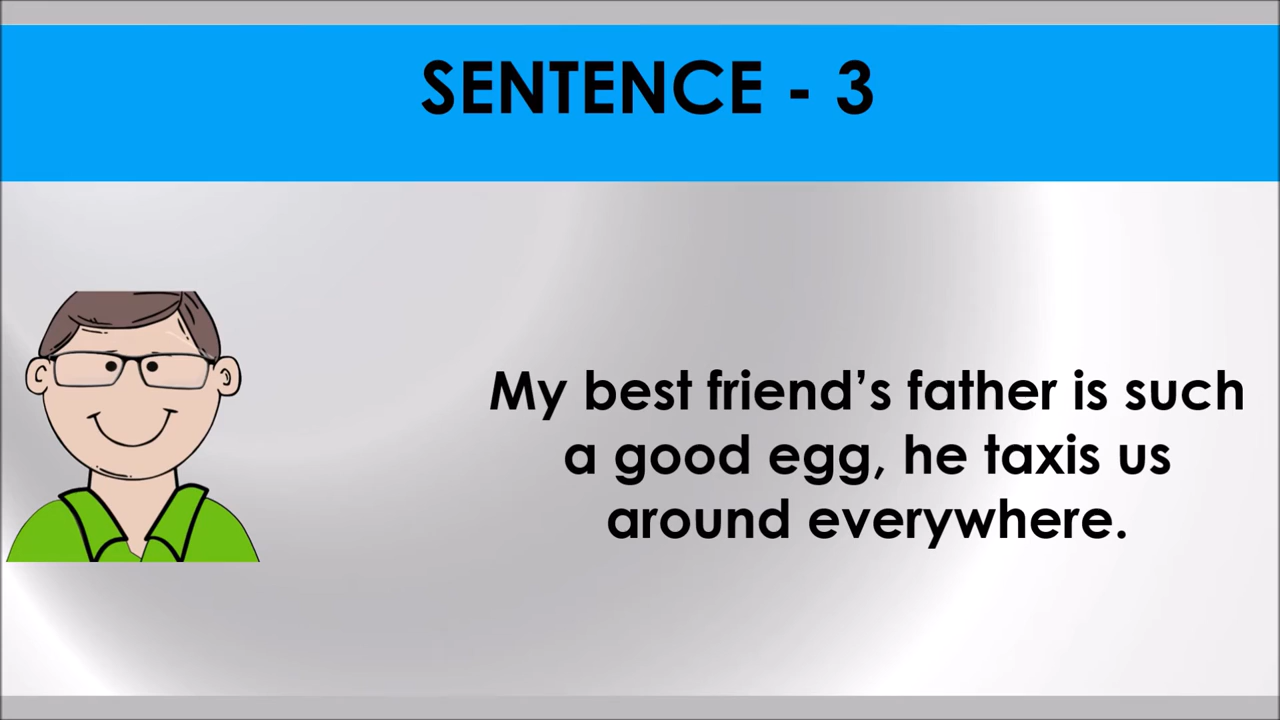 SENTENCE - 3
My best friend’s father is such
a good egg, he taxis us
around everywhere.